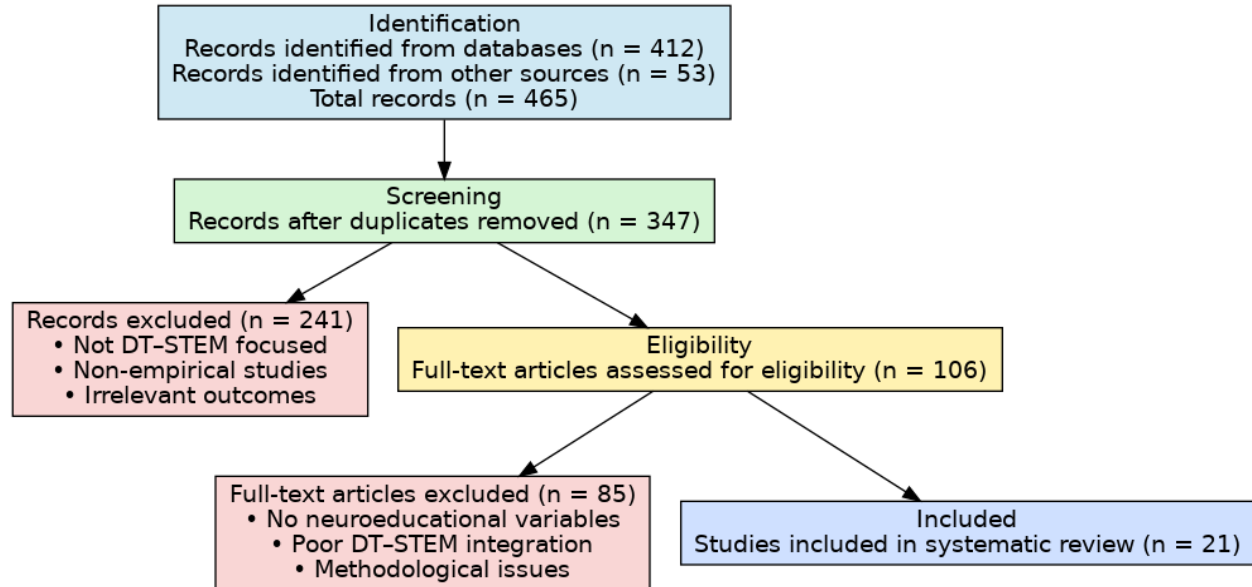 Identification
Records identified from databases (n = 412)
Records identified from other sources (n = 53)
Total records (n = 465)
Screening
Records after duplicates removed (n = 347)
Records excluded (n = 241)
• Not DT–STEM focused
• Non-empirical studies
• Irrelevant outcomes
Eligibility
Full-text articles assessed for eligibility (n = 106)
Full-text articles excluded (n = 85)
• No neuroeducational variables
• Poor DT–STEM integration
• Methodological issues
Included
Studies included in systematic review (n = 21)